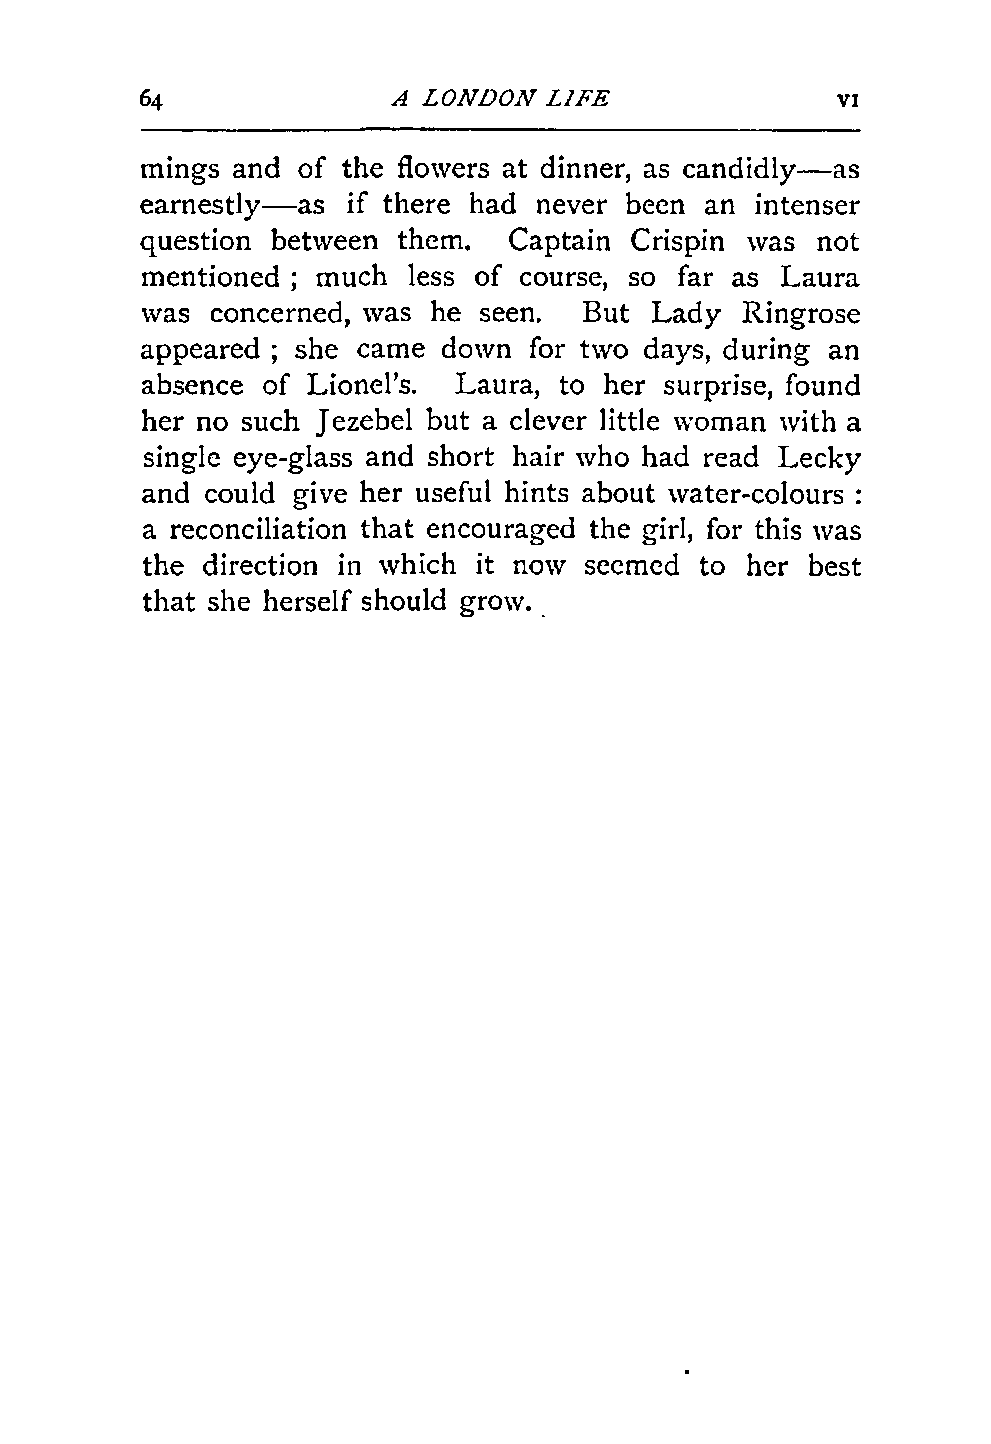 64 A LONDON LIFE VI
mings and of the flowers at dinner, as candidly—as
earnestly—as if there had never been an intenser
question between them. Captain Crispin was not
mentioned ; much less of course, so far as Laura
was concerned, was he seen. But Lady Ringrose
appeared ; she came down for two days, during an
absence of Lionel's. Laura, to her surprise, found
her no such Jezebel but a clever little woman with a
single eye-glass and short hair who had read Lecky
and could give her useful hints about water-colours :
a reconciliation that encouraged the girl, for this was
the direction in which it now seemed to her best
that she herself should grow.